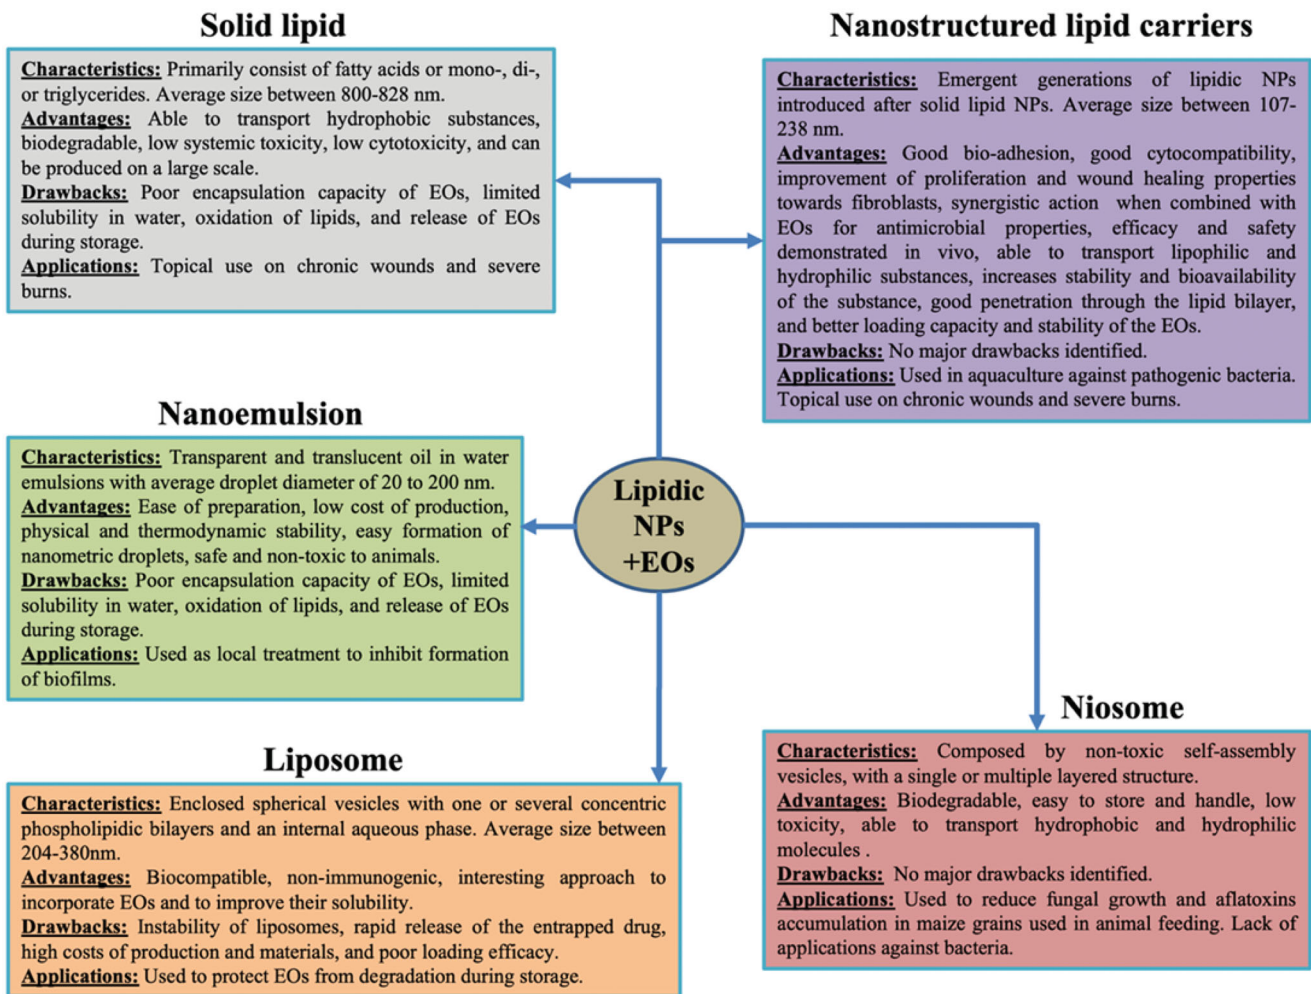 Solid lipid
Characteristics: Primarily consist of fatty acids or mono-, di-,
or triglycerides. Average size between 800-828 nm.
Advantages: Able to transport hydrophobic substances,
biodegradable, low systemic toxicity, low cytotoxicity, and can
be produced on a large scale.
Drawbacks: Poor encapsulation capacity of EOs, limited
solubility in water, oxidation of lipids, and release of EOs
during storage.
Applications: Topical use on chronic wounds and severe
burns.
Nanostructured lipid carriers
Characteristics: Emergent generations of lipidic NPs
introduced after solid lipid NPs. Average size between 107-
238 nm.
Advantages: Good bio-adhesion, good cytocompatibility,
improvement of proliferation and wound healing properties
towards fibroblasts, synergistic action when combined with
EOs for antimicrobial properties, efficacy and safety
demonstrated in vivo, able to transport lipophilic and
hydrophilic substances, increases stability and bioavailability
of the substance, good penetration through the lipid bilayer,
and better loading capacity and stability of the EOs.
Drawbacks: No major drawbacks identified.
Applications: Used in aquaculture against pathogenic bacteria.
Topical use on chronic wounds and severe burns.
Nanoemulsion
Characteristics: Transparent and translucent oil in water
emulsions with average droplet diameter of 20 to 200 nm.
Advantages: Ease of preparation, low cost of production,
physical and thermodynamic stability, easy formation of
nanometric droplets, safe and non-toxic to animals.
Drawbacks: Poor encapsulation capacity of EOs, limited
solubility in water, oxidation of lipids, and release of EOs
during storage.
Applications: Used as local treatment to inhibit formation
of biofilms.
Lipidic
NPs
+EOs
Liposome
Characteristics: Enclosed spherical vesicles with one or several concentric
phospholipidic bilayers and an internal aqueous phase. Average size between
204-380nm.
Advantages: Biocompatible, non-immunogenic, interesting approach to
incorporate EOs and to improve their solubility.
Drawbacks: Instability of liposomes, rapid release of the entrapped drug,
high costs of production and materials, and poor loading efficacy.
Applications: Used to protect EOs from degradation during storage.
Niosome
Characteristics: Composed by non-toxic self-assembly
vesicles, with a single or multiple layered structure.
Advantages: Biodegradable, easy to store and handle, low
toxicity, able to transport hydrophobic and hydrophilic
molecules .
Drawbacks: No major drawbacks identified.
Applications: Used to reduce fungal growth and aflatoxins
accumulation in maize grains used in animal feeding. Lack of
applications against bacteria.